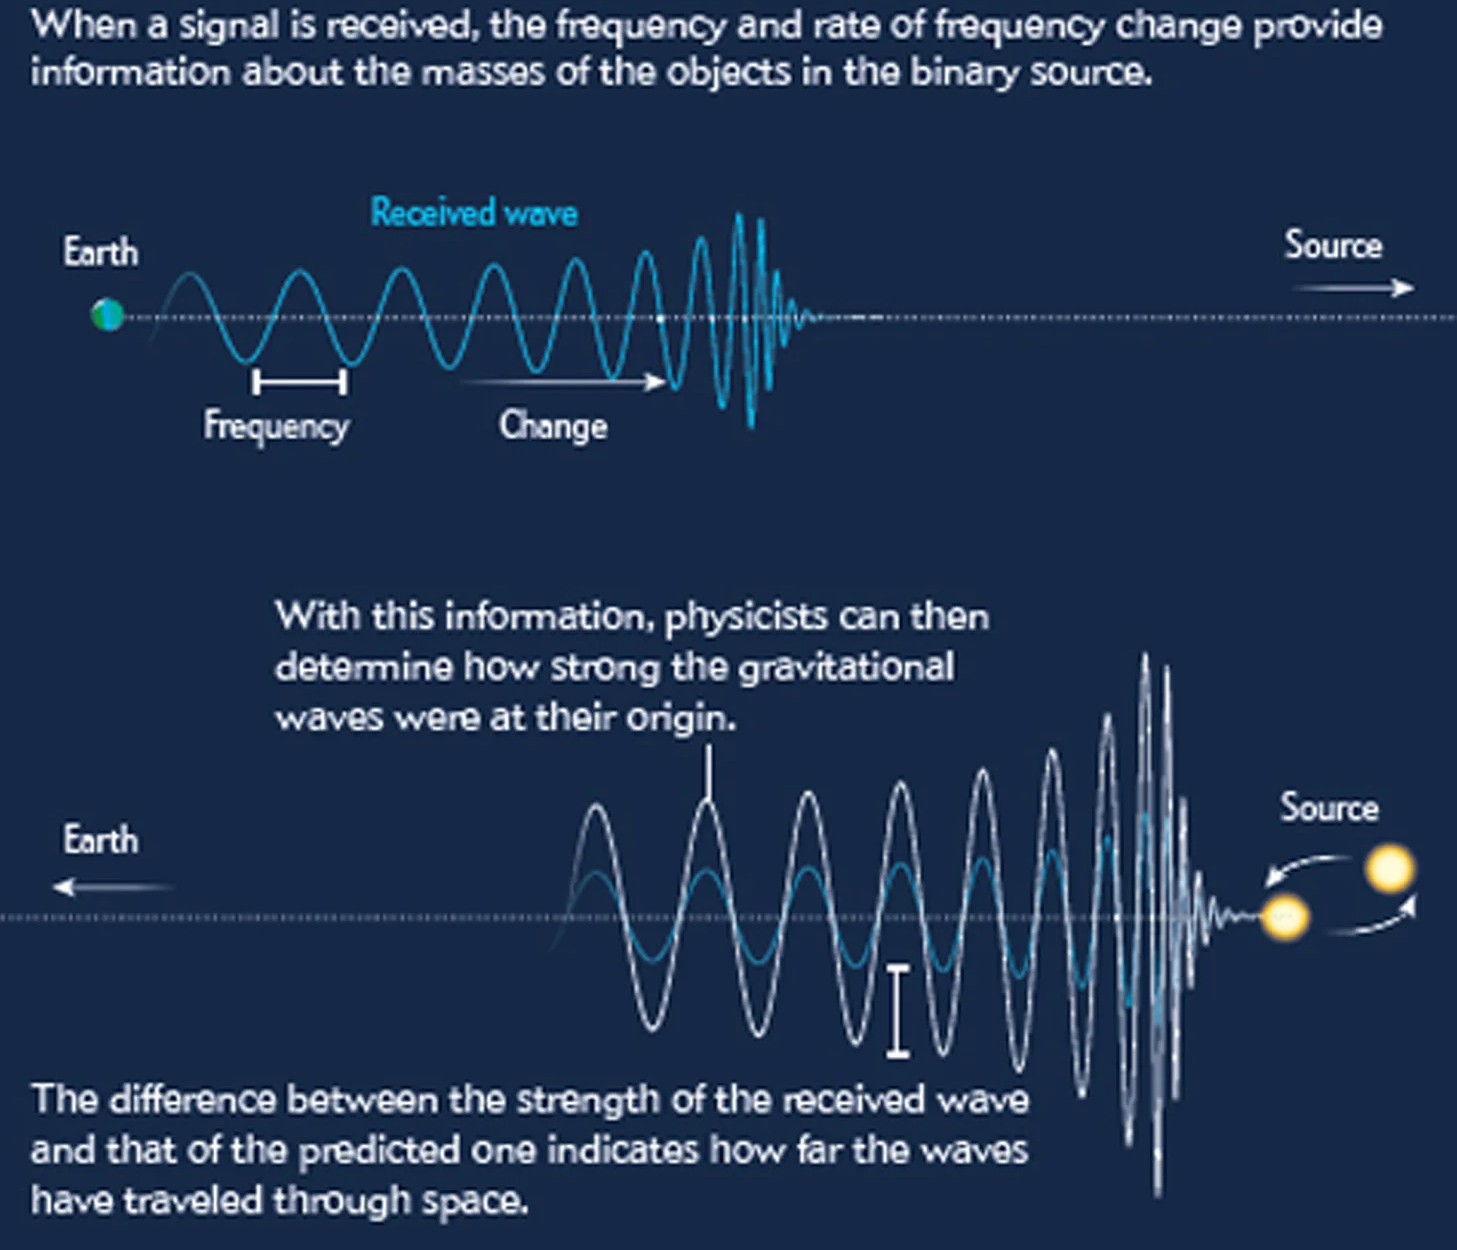 When a signal is received, the frequency and rate of frequency change provide
information about the masses of the objects in the binary source.
Received wave
Earth
Source
Frequency
Change
With this information, physicists can then
determine how strong the gravitational
waves were at their origin.
Source
Earth
The difference between the strength of the received wave
and that of the predicted one indicates how far the waves
have traveled through space.